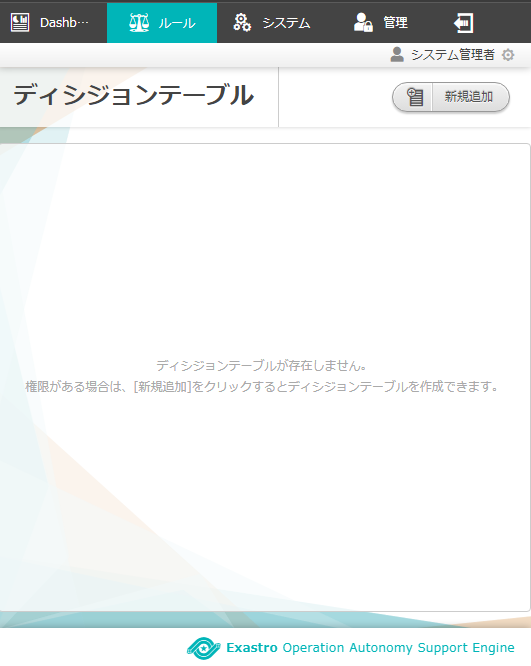 Dashb… ルール システム 管理
システム管理者
ディシジョンテーブル 新規追加
ディシジョンテーブルが存在しません。
権限がある場合は、[新規追加]をクリックするとディシジョンテーブルを作成できます。
Exastro Operation Autonomy Support Engine